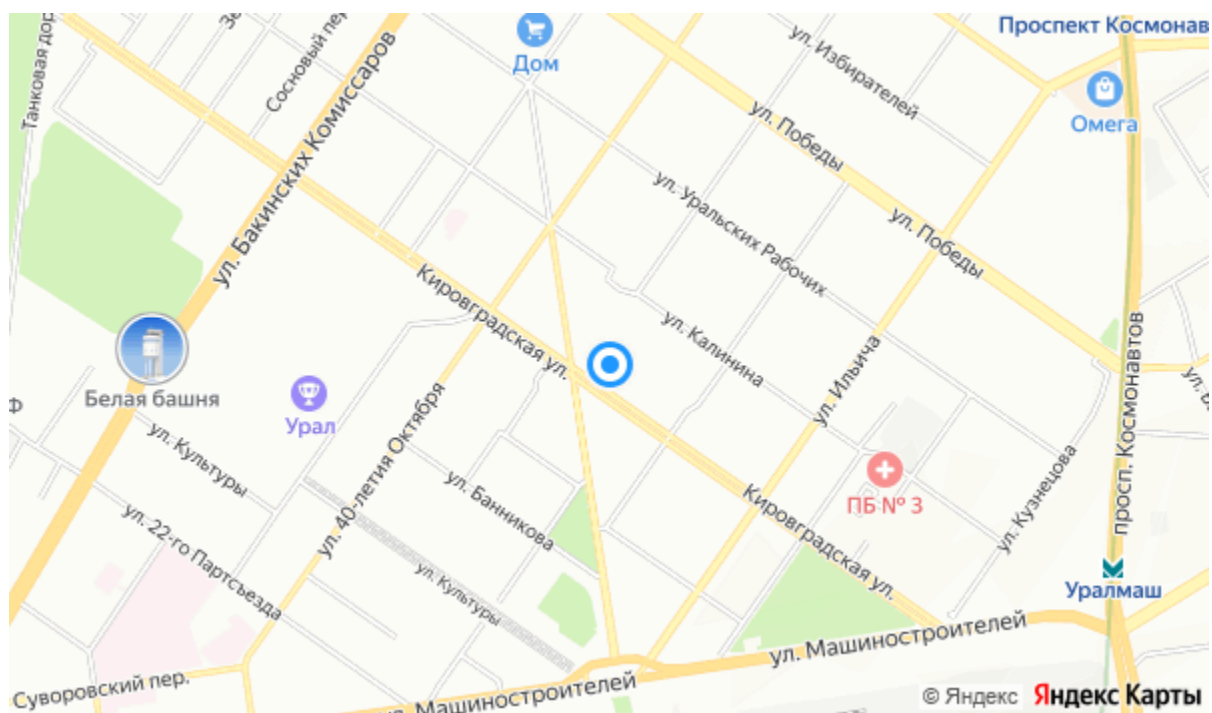 Проспект Космонав
Танковая дор
Сосновый пер
ул. Бакинских Комиссаров
Дом
ул. Избирателей
Омега
ул. Победы
ул. Уральских Рабочих
ул. Победы
Кировградская ул.
ул. Калинина
ул. Ильича
просп. Космонавтов
Белая башня
Ф
Урал
ул. 40-летия Октября
ул. Культуры
ул. Банникова
ПБ № 3
ул. Кузнецова
Кировградская ул.
ул. 22-го Партсъезда
ул. Культуры
Уралмаш
ул. Машиностроителей
Суворовский пер.
ул. Машиностроителей
© Яндекс Яндекс Карты